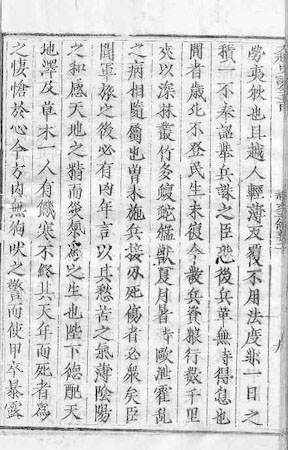 勞夷狄也且越人輕薄反覆不用法度非一日之
積一不奉詔舉兵誅之臣恐後兵革無時得息也
間者歲比不登民生未復今發兵資糧行數千里
夾以深林叢竹多蝮蛇猛獸夏月暑時歐泄霍亂
之病相隨屬也曾未施兵接刃死傷者必衆矣臣
聞軍旅之後必有凶年言以其愁苦之氣薄陰陽
之和感天地之精而災氣為之生也陛下德配天
地澤及草木一人有饑寒不終其天年而死者為
之悽愴於心今方内無狗吠之警而使甲卒暴露